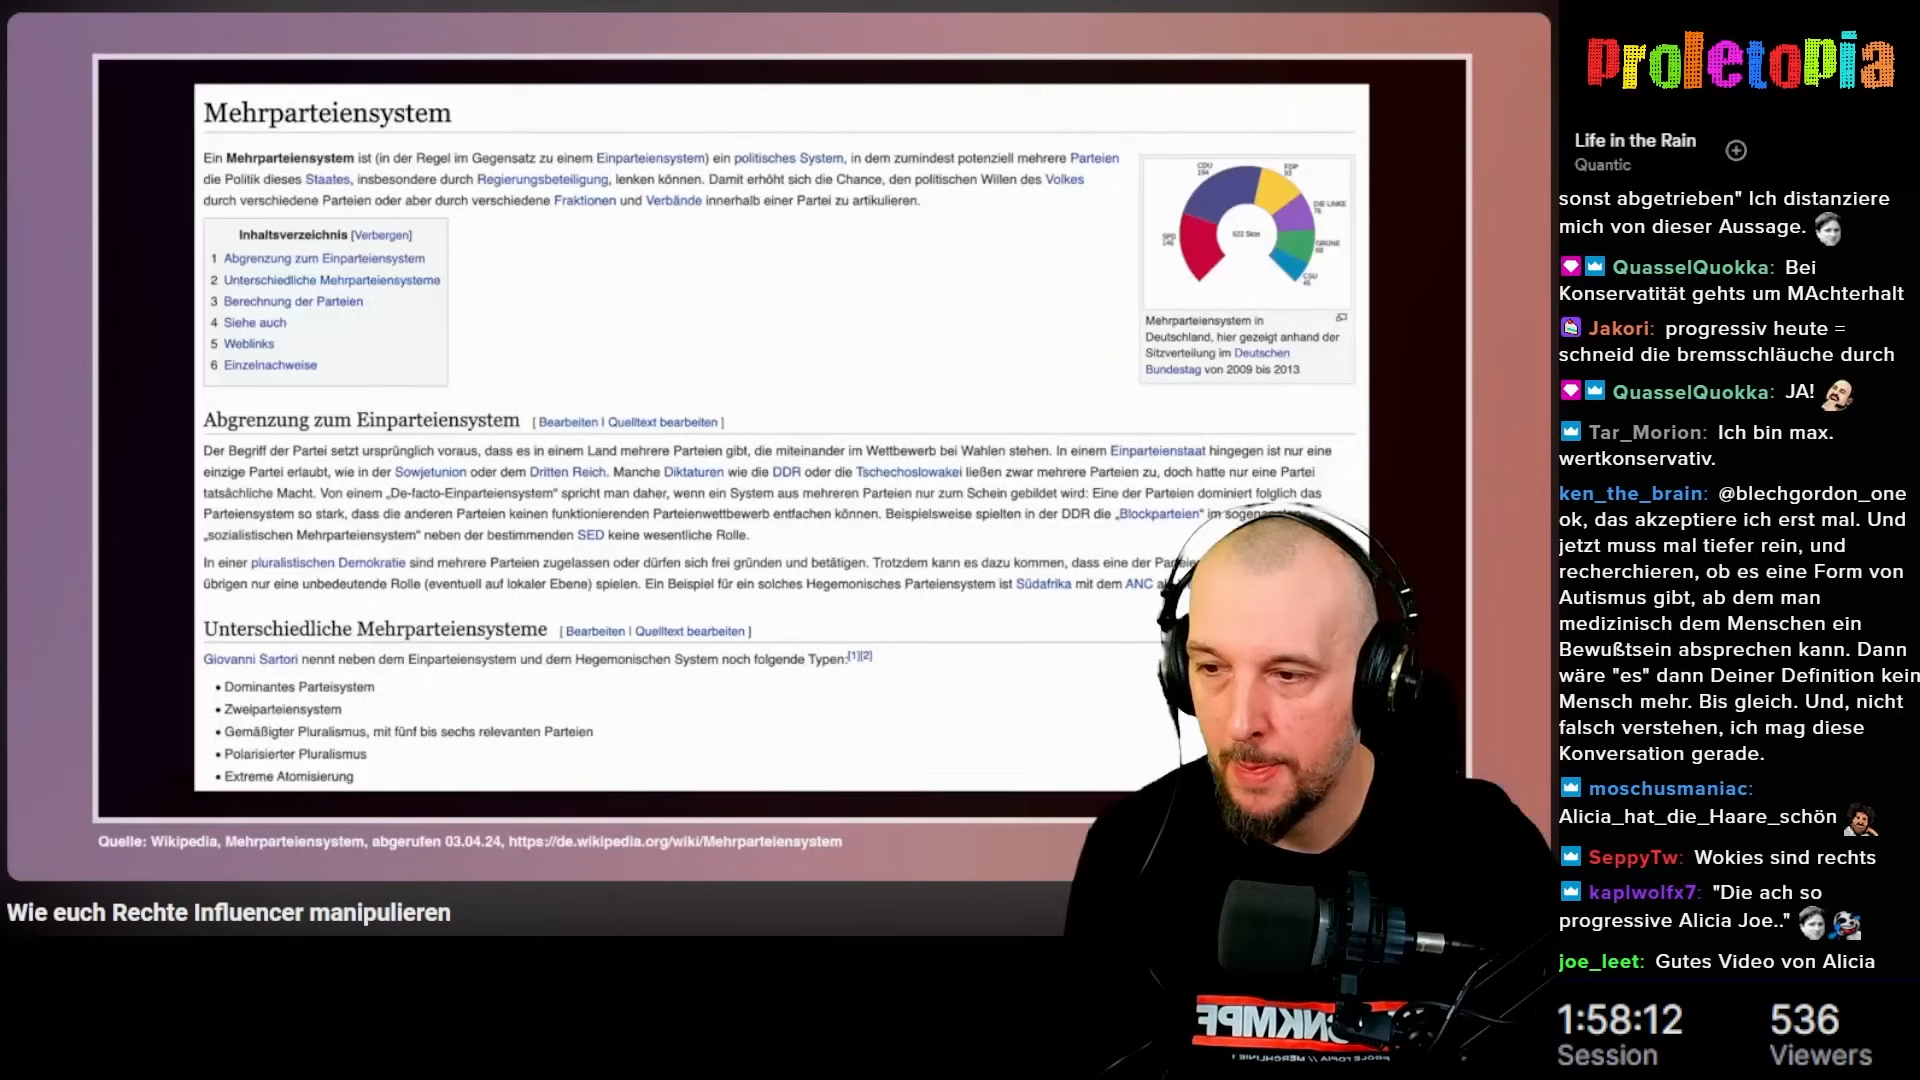 Mehrparteiensystem
Ein Mehrparteiensystem ist (in der Regel im Gegensatz zu einem Einparteiensystem) ein politisches System, in dem zumindest potenziell mehrere Parteien
die Politik dieses Staates, insbesondere durch Regierungsbeteiligung, lenken können. Damit erhöht sich die Chance, den politischen Willen des Volkes
durch verschiedene Parteien oder aber durch verschiedene Fraktionen und Verbände innerhalb einer Partei zu artikulieren.
Inhaltsverzeichnis [Verbergen]
1 Abgrenzung zum Einparteiensystem
2 Unterschiedliche Mehrparteiensysteme
3 Berechnung der Parteien
4 Siehe auch
5 Weblinks
6 Einzelnachweise
CDU
194
FDP
93
DIE LINKE
76
GRÜNE
68
CSU
45
SPD
146
622 Sitze
Mehrparteiensystem in
Deutschland, hier gezeigt anhand der
Sitzverteilung im Deutschen
Bundestag von 2009 bis 2013
Abgrenzung zum Einparteiensystem [ Bearbeiten | Quelltext bearbeiten ]
Der Begriff der Partei setzt ursprünglich voraus, dass es in einem Land mehrere Parteien gibt, die miteinander im Wettbewerb bei Wahlen stehen. In einem Einparteienstaat hingegen ist nur eine
einzige Partei erlaubt, wie in der Sowjetunion oder dem Dritten Reich. Manche Diktaturen wie die DDR oder die Tschechoslowakei ließen zwar mehrere Parteien zu, doch hatte nur eine Partei
tatsächliche Macht. Von einem „De-facto-Einparteiensystem“ spricht man daher, wenn ein System aus mehreren Parteien nur zum Schein gebildet wird: Eine der Parteien dominiert folglich das
Parteiensystem so stark, dass die anderen Parteien keinen funktionierenden Parteienwettbewerb entfachen können. Beispielsweise spielten in der DDR die „Blockparteien“ im
„sozialistischen Mehrparteiensystem“ neben der bestimmenden SED keine wesentliche Rolle.
In einer pluralistischen Demokratie sind mehrere Parteien zugelassen oder dürfen sich frei gründen und betätigen. Trotzdem kann es dazu kommen, dass eine der
übrigen nur eine unbedeutende Rolle (eventuell auf lokaler Ebene) spielen. Ein Beispiel für ein solches Hegemonisches Parteiensystem ist Südafrika mit dem ANC
Unterschiedliche Mehrparteiensysteme [ Bearbeiten | Quelltext bearbeiten ]
Giovanni Sartori nennt neben dem Einparteiensystem und dem Hegemonischen System noch folgende Typen:[1][2]
• Dominantes Parteisystem
• Zweiparteiensystem
• Gemäßigter Pluralismus, mit fünf bis sechs relevanten Parteien
• Polarisierter Pluralismus
• Extreme Atomisierung
Quelle: Wikipedia, Mehrparteiensystem, abgerufen 03.04.24, https://de.wikipedia.org/wiki/Mehrparteiensystem
Wie euch Rechte Influencer manipulieren
Proletopia
Life in the Rain
Quantic
sonst abgetrieben" Ich distanziere
mich von dieser Aussage.
QuasselQuokka: Bei
Konservatität gehts um MAchterhalt
Jakori: progressiv heute =
schneid die bremsschläuche durch
QuasselQuokka: JA!
Tar_Morion: Ich bin max.
wertkonservativ.
ken_the_brain: @blechgordon_one
ok, das akzeptiere ich erst mal. Und
jetzt muss mal tiefer rein, und
recherchieren, ob es eine Form von
Autismus gibt, ab dem man
medizinisch dem Menschen ein
Bewußtsein absprechen kann. Dann
wäre "es" dann Deiner Definition kein
Mensch mehr. Bis gleich. Und, nicht
falsch verstehen, ich mag diese
Konversation gerade.
moschusmaniac:
Alicia_hat_die_Haare_schön
SeppyTw: Wokies sind rechts
kaplwolfx7: "Die ach so
progressive Alicia Joe.."
joe_leet: Gutes Video von Alicia
1:58:12
Session
536
Viewers